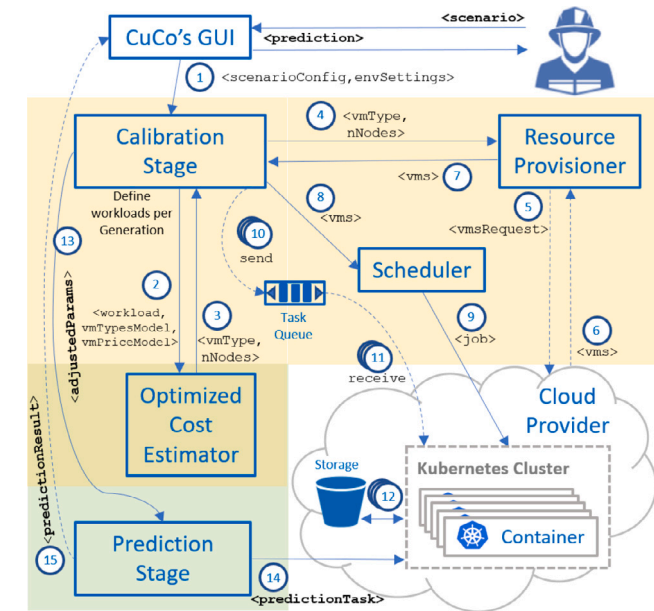 <scenario>
CuCo's GUI
<prediction>
1
<scenarioConfig,envSettings>
Calibration
Stage
4
<vmType,
nNodes>
Resource
Provisioner
<vms>
7
Define
workloads per
Generation
8
<vms>
5
<vmsRequest>
13
10
send
Scheduler
2
<workload,
vmTypesModel,
vmPriceModel>
3
<vmType,
nNodes>
Task
Queue
9
<job>
6
<vms>
11
receive
<adjustedParams>
<predictionResult>
Optimized
Cost
Estimator
Cloud
Provider
Storage
Kubernetes Cluster
12
Container
Prediction
Stage
15
14
<predictionTask>